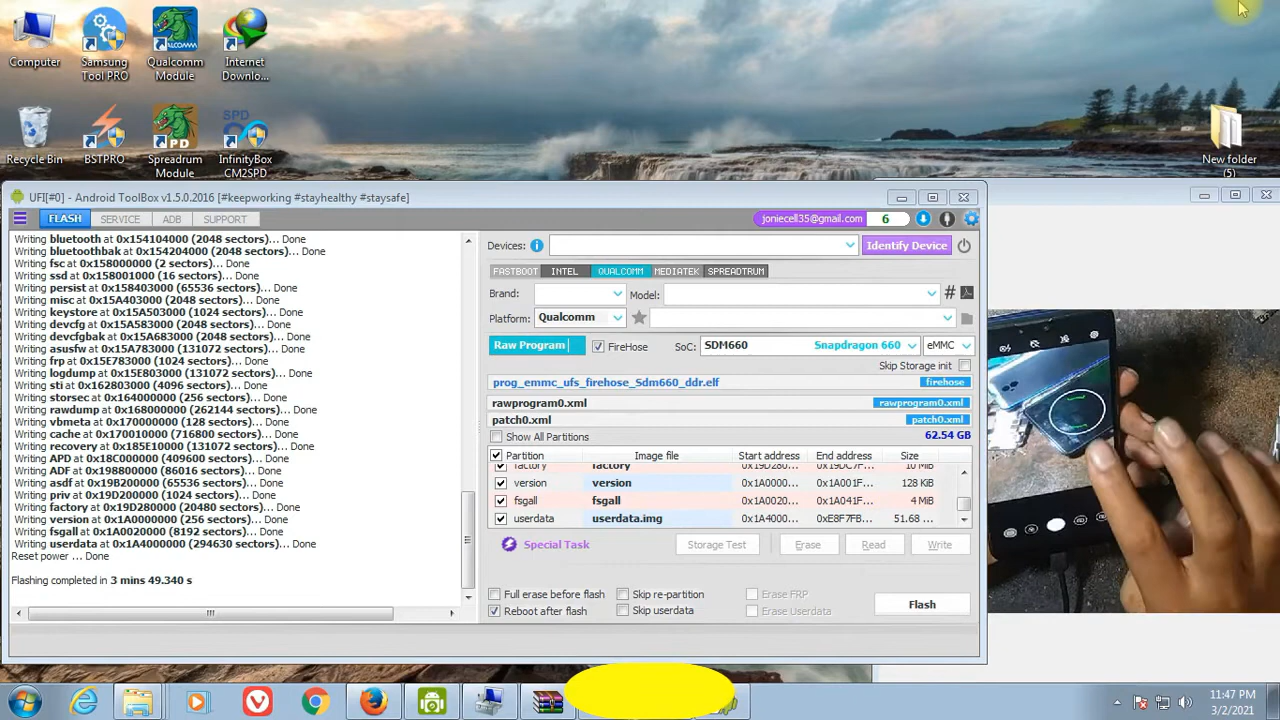 Computer
Samsung Tool PRO
Qualcomm Module
Internet Downlo...
Recycle Bin
BSTPRO
Spreadrum Module
InfinityBox CM2SPD
New folder (5)
UFI[#0] - Android ToolBox v1.5.0.2016 [#keepworking #stayhealthy #staysafe]
FLASH SERVICE ADB SUPPORT
joniecell35@gmail.com 6
Writing bluetooth at 0x154104000 (2048 sectors)... Done
Writing bluetoothbak at 0x154204000 (2048 sectors)... Done
Writing fsc at 0x158000000 (2 sectors)... Done
Writing ssd at 0x158001000 (16 sectors)... Done
Writing persist at 0x158403000 (65536 sectors)... Done
Writing misc at 0x15A403000 (2048 sectors)... Done
Writing keystore at 0x15A503000 (1024 sectors)... Done
Writing devcfg at 0x15A583000 (2048 sectors)... Done
Writing devcfgbak at 0x15A683000 (2048 sectors)... Done
Writing asusfw at 0x15A783000 (131072 sectors)... Done
Writing frp at 0x15E783000 (1024 sectors)... Done
Writing logdump at 0x15E803000 (131072 sectors)... Done
Writing sti at 0x162803000 (4096 sectors)... Done
Writing storsec at 0x164000000 (256 sectors)... Done
Writing rawdump at 0x168000000 (262144 sectors)... Done
Writing vbmeta at 0x170000000 (128 sectors)... Done
Writing cache at 0x170010000 (716800 sectors)... Done
Writing recovery at 0x185E10000 (131072 sectors)... Done
Writing APD at 0x18C000000 (409600 sectors)... Done
Writing ADF at 0x198800000 (86016 sectors)... Done
Writing asdf at 0x19B200000 (65536 sectors)... Done
Writing priv at 0x19D200000 (1024 sectors)... Done
Writing factory at 0x19D280000 (20480 sectors)... Done
Writing version at 0x1A0000000 (256 sectors)... Done
Writing fsgall at 0x1A0020000 (8192 sectors)... Done
Writing userdata at 0x1A4000000 (294630 sectors)... Done
Reset power ... Done
Flashing completed in 3 mins 49.340 s
Devices: Identify Device
FASTBOOT INTEL QUALCOMM MEDIATEK SPREADTRUM
Brand: Model: #
Platform: Qualcomm
Raw Program FireHose SoC: SDM660 Snapdragon 660 eMMC
Skip Storage init
prog_emmc_ufs_firehose_Sdm660_ddr.elf firehose
rawprogram0.xml rawprogram0.xml
patch0.xml patch0.xml
Show All Partitions 62.54 GB
Partition Image file Start address End address Size
factory factory 0x19D280... 0x19DC7F... 10 MiB
version version 0x1A0000... 0x1A001F... 128 KiB
fsgall fsgall 0x1A0020... 0x1A041F... 4 MiB
userdata userdata.img 0x1A4000... 0xE8F7FB... 51.68 ...
Special Task Storage Test Erase Read Write
Full erase before flash Skip re-partition Erase FRP
Reboot after flash Skip userdata Erase Userdata
Flash
11:47 PM
3/2/2021